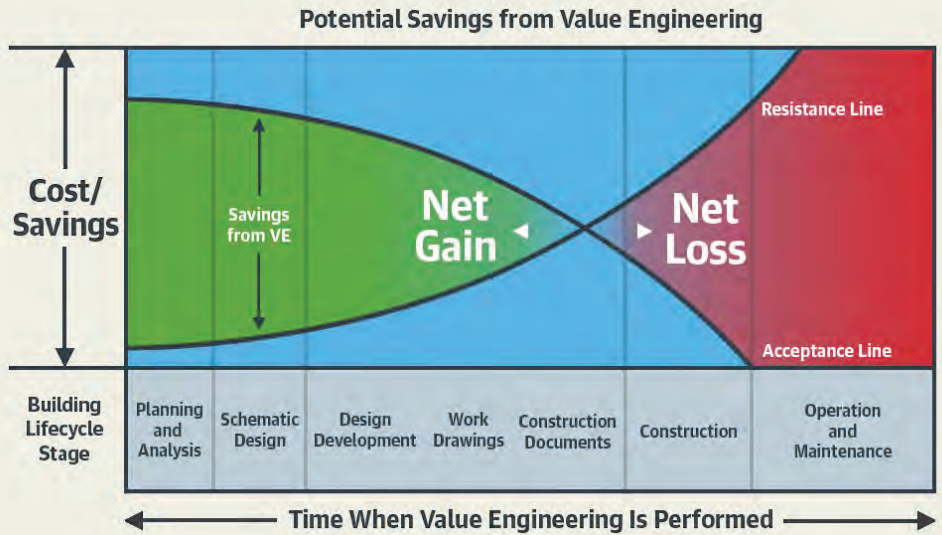 Potential Savings from Value Engineering
Cost/
Savings
Savings
from VE
Net
Gain
Net
Loss
Resistance Line
Acceptance Line
Building
Lifecycle
Stage
Planning
and
Analysis
Schematic
Design
Design
Development
Work
Drawings
Construction
Documents
Construction
Operation
and
Maintenance
Time When Value Engineering Is Performed